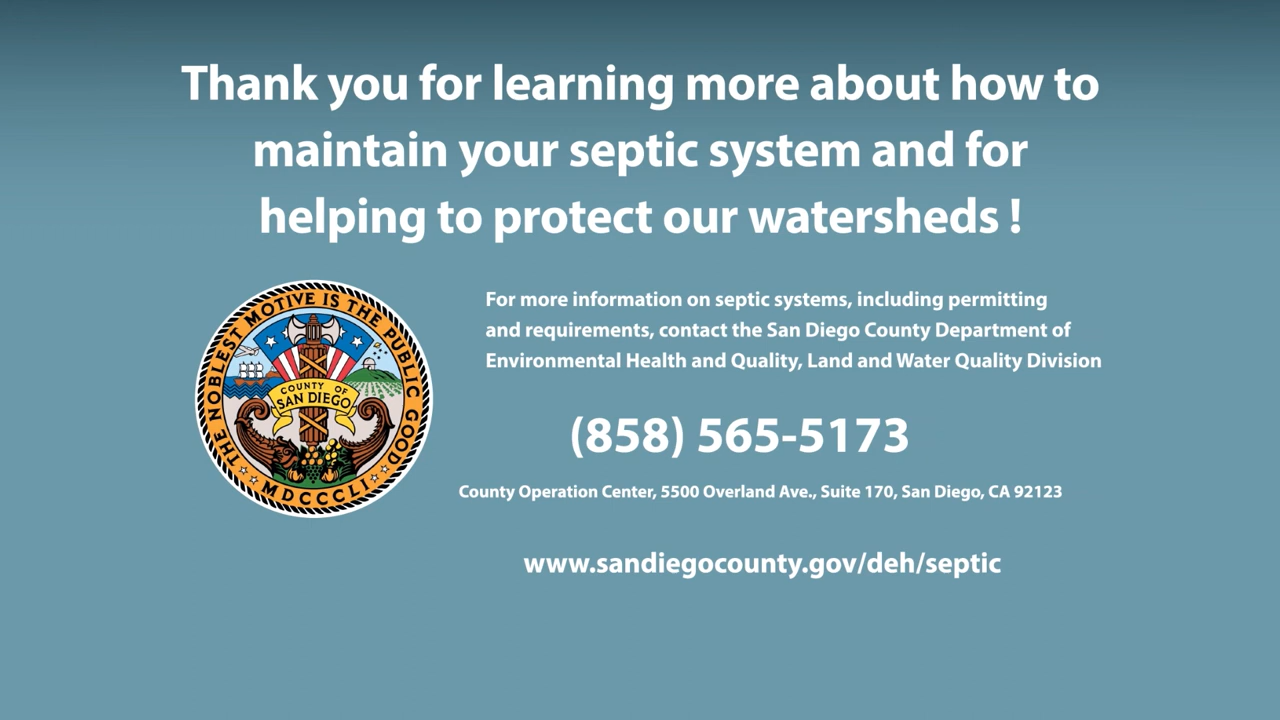 Thank you for learning more about how to
maintain your septic system and for
helping to protect our watersheds !
THE NOBLEST MOTIVE IS THE PUBLIC GOOD
COUNTY OF
SAN DIEGO
MDCCCLI
For more information on septic systems, including permitting
and requirements, contact the San Diego County Department of
Environmental Health and Quality, Land and Water Quality Division
(858) 565-5173
County Operation Center, 5500 Overland Ave., Suite 170, San Diego, CA 92123
www.sandiegocounty.gov/deh/septic